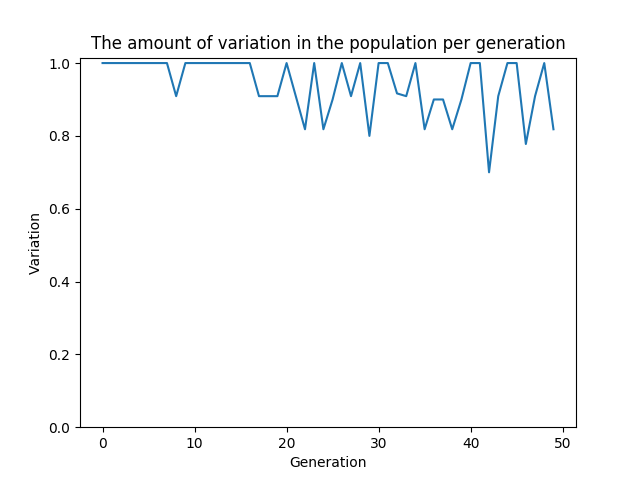 The amount of variation in the population per generation
1.0
0.8
0.6
0.4
0.2
0.0
Variation
0 10 20 30 40 50
Generation